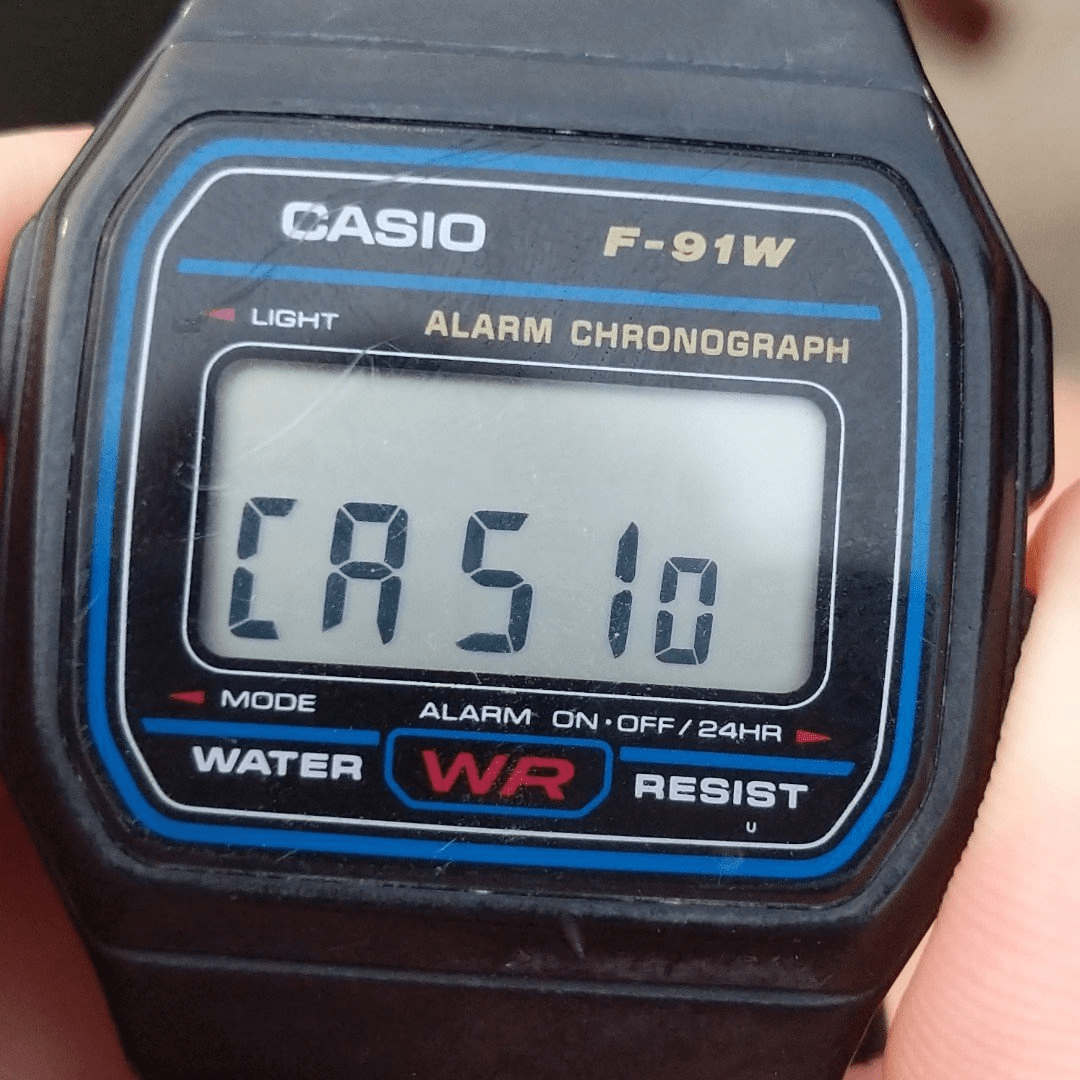 CASIO
F-91W
LIGHT
ALARM CHRONOGRAPH
CASIo
MODE
ALARM ON·OFF/24HR
WATER WR RESIST
U